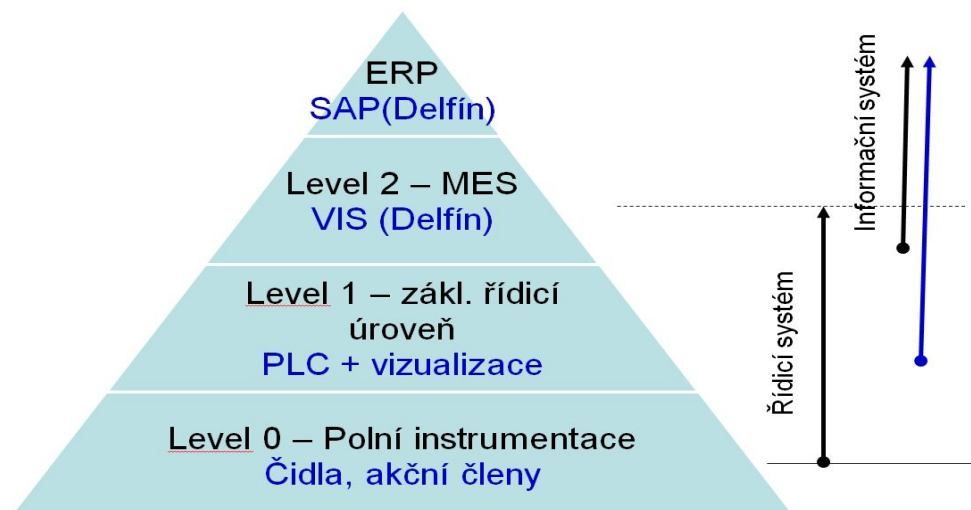 ERP
SAP(Delfín)
Level 2 – MES
VIS (Delfín)
Level 1 – zákl. řídicí
úroveň
PLC + vizualizace
Level 0 – Polní instrumentace
Čidla, akční členy
Řídicí systém
Informační systém